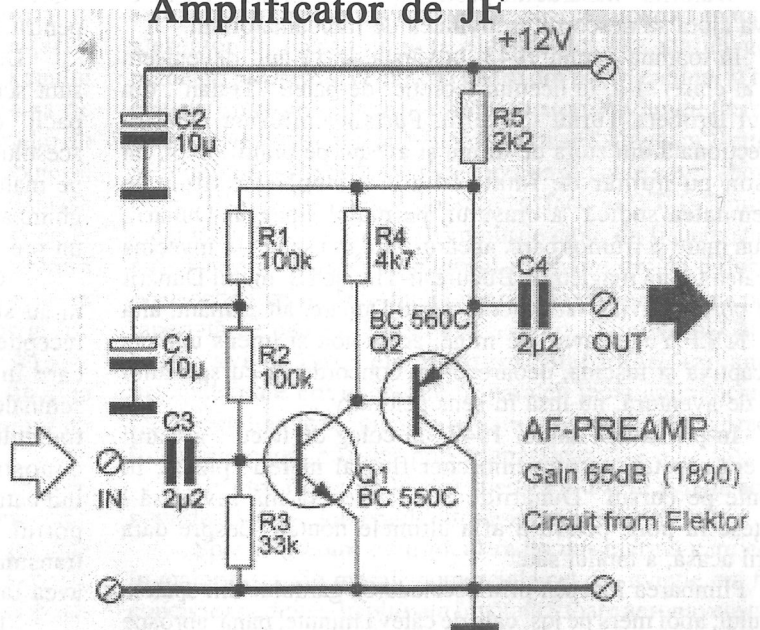 Amplificator de JF
+12V
C2
10µ
R5
2k2
R1
100k
R4
4k7
C4
2µ2
OUT
BC 560C
Q2
C1
10µ
R2
100k
C3
2µ2
IN
Q1
BC 550C
R3
33k
AF-PREAMP
Gain 65dB (1800)
Circuit from Elektor